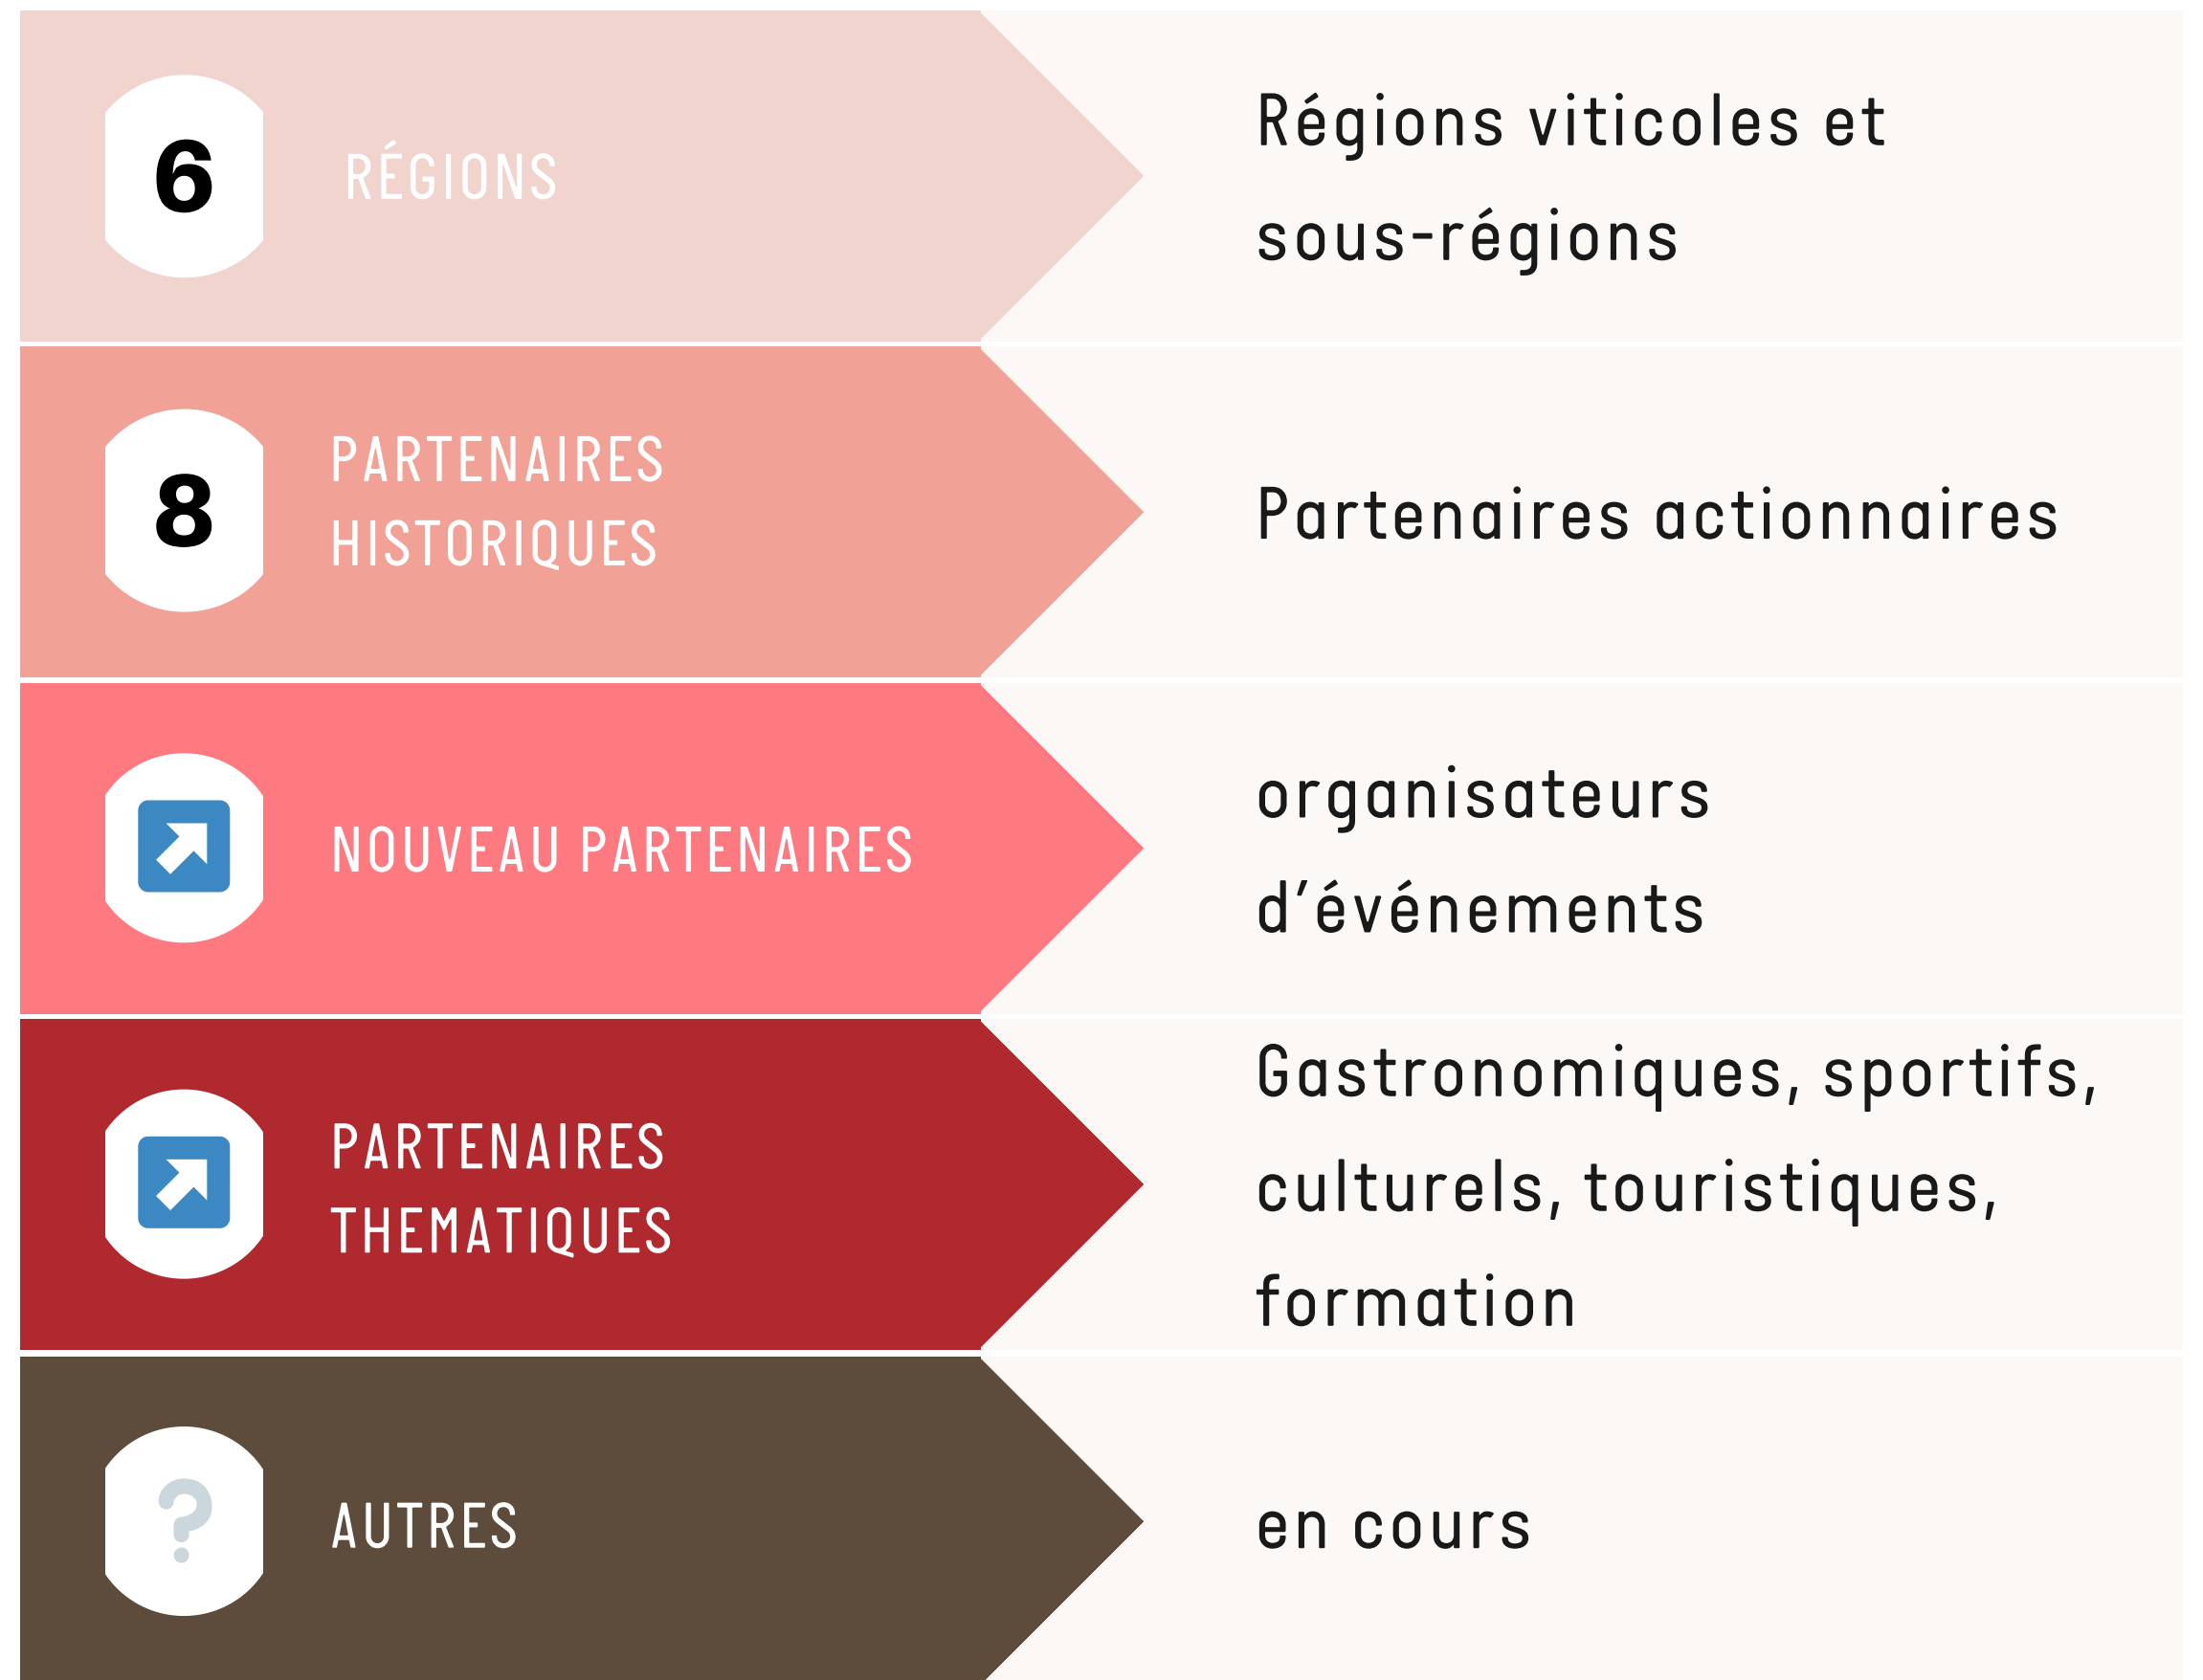 6
RÉGIONS
Régions viticoles et
sous-régions
8
PARTENAIRES
HISTORIQUES
Partenaires actionnaires
NOUVEAU PARTENAIRES
organisateurs
d'événements
PARTENAIRES
THEMATIQUES
Gastronomiques, sportifs,
culturels, touristiques,
formation
?
AUTRES
en cours